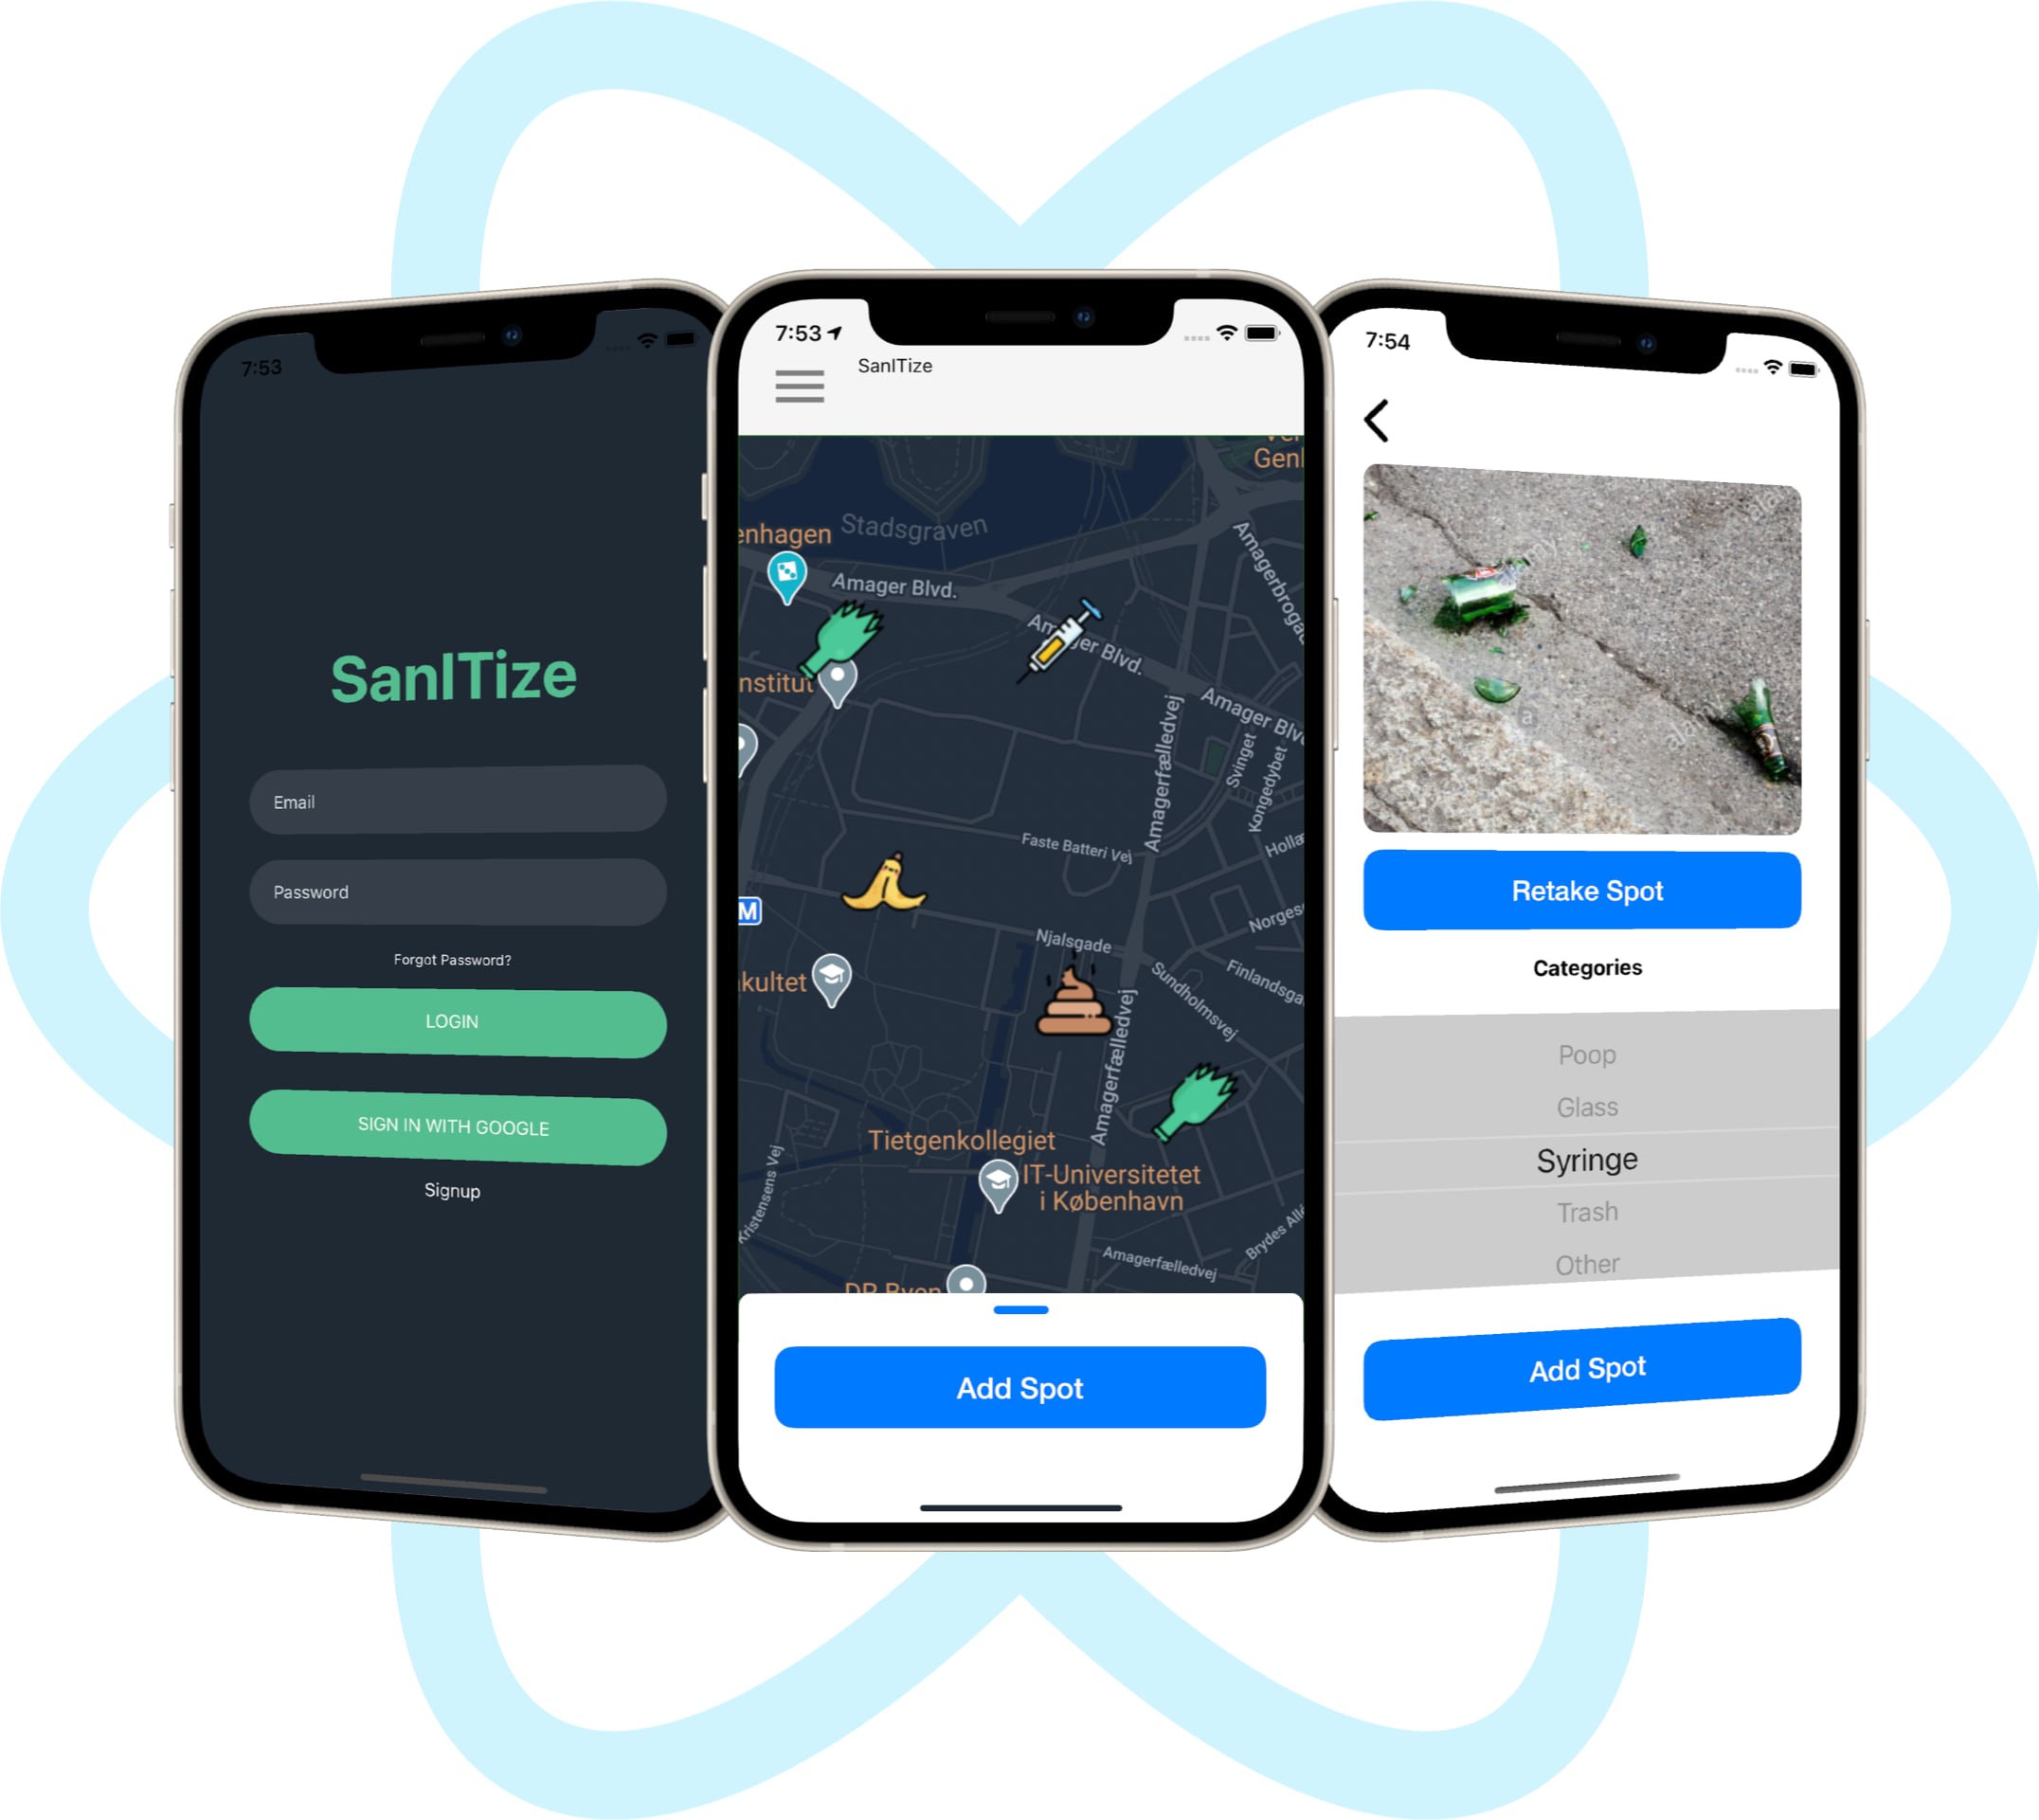 7:53
SanITize
Email
Password
Forgot Password?
LOGIN
SIGN IN WITH GOOGLE
Signup
7:53
SanITize
Genl
enhagen
Stadsgraven
Amager Blvd.
Amagerbrogad
Amager Blvd.
nstitut
Amager Blv
Amagerfælledvej
Svinget
Kongedybet
Faste Batteri Vej
Hollæ
M
Norges
Njalsgade
kultet
Sundholmsvej
Finlandsga
Amagerfælledvej
Tietgenkollegiet
IT-Universitetet
i København
Kristensens Vej
Amagerfælledvej
Brydes Allé
DR Byen
Add Spot
7:54
a
Retake Spot
Categories
Poop
Glass
Syringe
Trash
Other
Add Spot